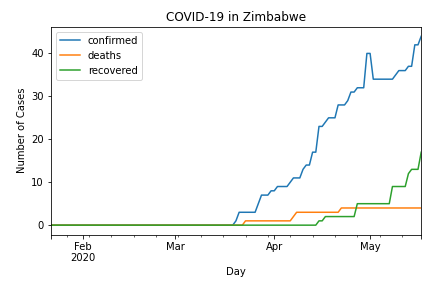 COVID-19 in Zimbabwe
confirmed
deaths
recovered
Number of Cases
40
30
20
10
0
Feb
2020
Mar
Apr
May
Day